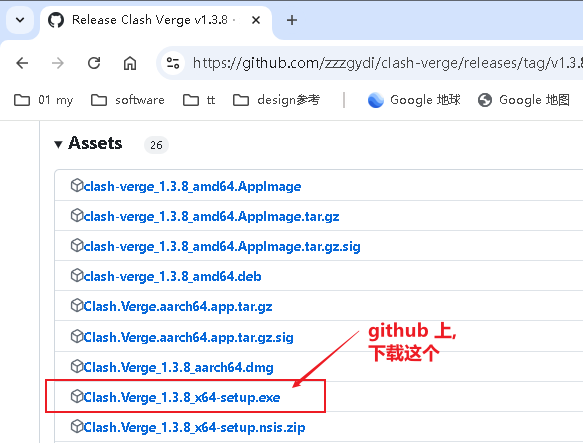 Release Clash Verge v1.3.8 ·
https://github.com/zzzgydi/clash-verge/releases/tag/v1.3.8
01 my
software
tt
design参考
Google 地球
Google 地图
Assets 26
clash-verge_1.3.8_amd64.AppImage
clash-verge_1.3.8_amd64.AppImage.tar.gz
clash-verge_1.3.8_amd64.AppImage.tar.gz.sig
clash-verge_1.3.8_amd64.deb
Clash.Verge.aarch64.app.tar.gz
Clash.Verge.aarch64.app.tar.gz.sig
Clash.Verge_1.3.8_aarch64.dmg
Clash.Verge_1.3.8_x64-setup.exe
Clash.Verge_1.3.8_x64-setup.nsis.zip
github 上,
下载这个